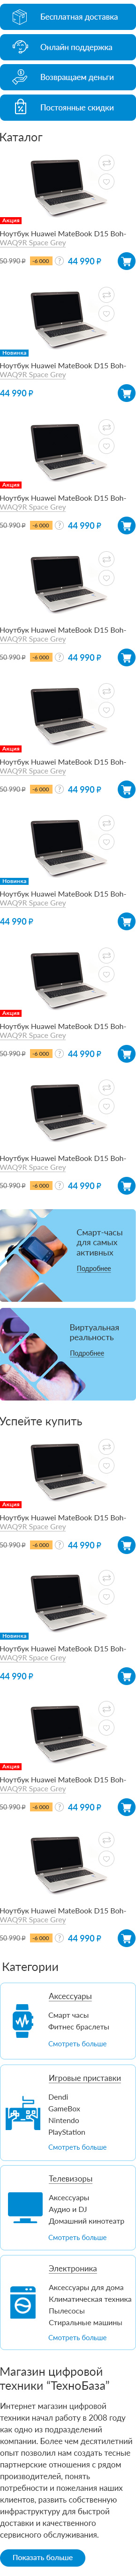 Бесплатная доставка
Онлайн поддержка
Возвращаем деньги
Постоянные скидки
Каталог
Акция
Ноутбук Huawei MateBook D15 Boh-
WAQ9R Space Grey
50 990 ₽ -6 000 ? 44 990 ₽
Новинка
Ноутбук Huawei MateBook D15 Boh-
WAQ9R Space Grey
44 990 ₽
Акция
Ноутбук Huawei MateBook D15 Boh-
WAQ9R Space Grey
50 990 ₽ -6 000 ? 44 990 ₽
Ноутбук Huawei MateBook D15 Boh-
WAQ9R Space Grey
50 990 ₽ -6 000 ? 44 990 ₽
Акция
Ноутбук Huawei MateBook D15 Boh-
WAQ9R Space Grey
50 990 ₽ -6 000 ? 44 990 ₽
Новинка
Ноутбук Huawei MateBook D15 Boh-
WAQ9R Space Grey
44 990 ₽
Акция
Ноутбук Huawei MateBook D15 Boh-
WAQ9R Space Grey
50 990 ₽ -6 000 ? 44 990 ₽
Ноутбук Huawei MateBook D15 Boh-
WAQ9R Space Grey
50 990 ₽ -6 000 ? 44 990 ₽
Смарт-часы
для самых
активных
Подробнее
Виртуальная
реальность
Подробнее
Успейте купить
Акция
Ноутбук Huawei MateBook D15 Boh-
WAQ9R Space Grey
50 990 ₽ -6 000 ? 44 990 ₽
Новинка
Ноутбук Huawei MateBook D15 Boh-
WAQ9R Space Grey
44 990 ₽
Акция
Ноутбук Huawei MateBook D15 Boh-
WAQ9R Space Grey
50 990 ₽ -6 000 ? 44 990 ₽
Ноутбук Huawei MateBook D15 Boh-
WAQ9R Space Grey
50 990 ₽ -6 000 ? 44 990 ₽
Категории
Аксессуары
Смарт часы
Фитнес браслеты
Смотреть больше
Игровые приставки
Dendi
GameBox
Nintendo
PlayStation
Смотреть больше
Телевизоры
Аксессуары
Аудио и DJ
Домашний кинотеатр
Смотреть больше
Электроника
Аксессуары для дома
Климатическая техника
Пылесосы
Стиральные машины
Смотреть больше
Магазин цифровой
техники “ТехноБаза”
Интернет магазин цифровой
техники начал работу в 2008 году
как одно из подразделений
компании. Более чем десятилетний
опыт позволил нам создать тесные
партнерские отношения с рядом
производителей, понять
потребности и пожелания наших
клиентов, развить собственную
инфраструктуру для быстрой
доставки и качественного
сервисного обслуживания.
Показать больше